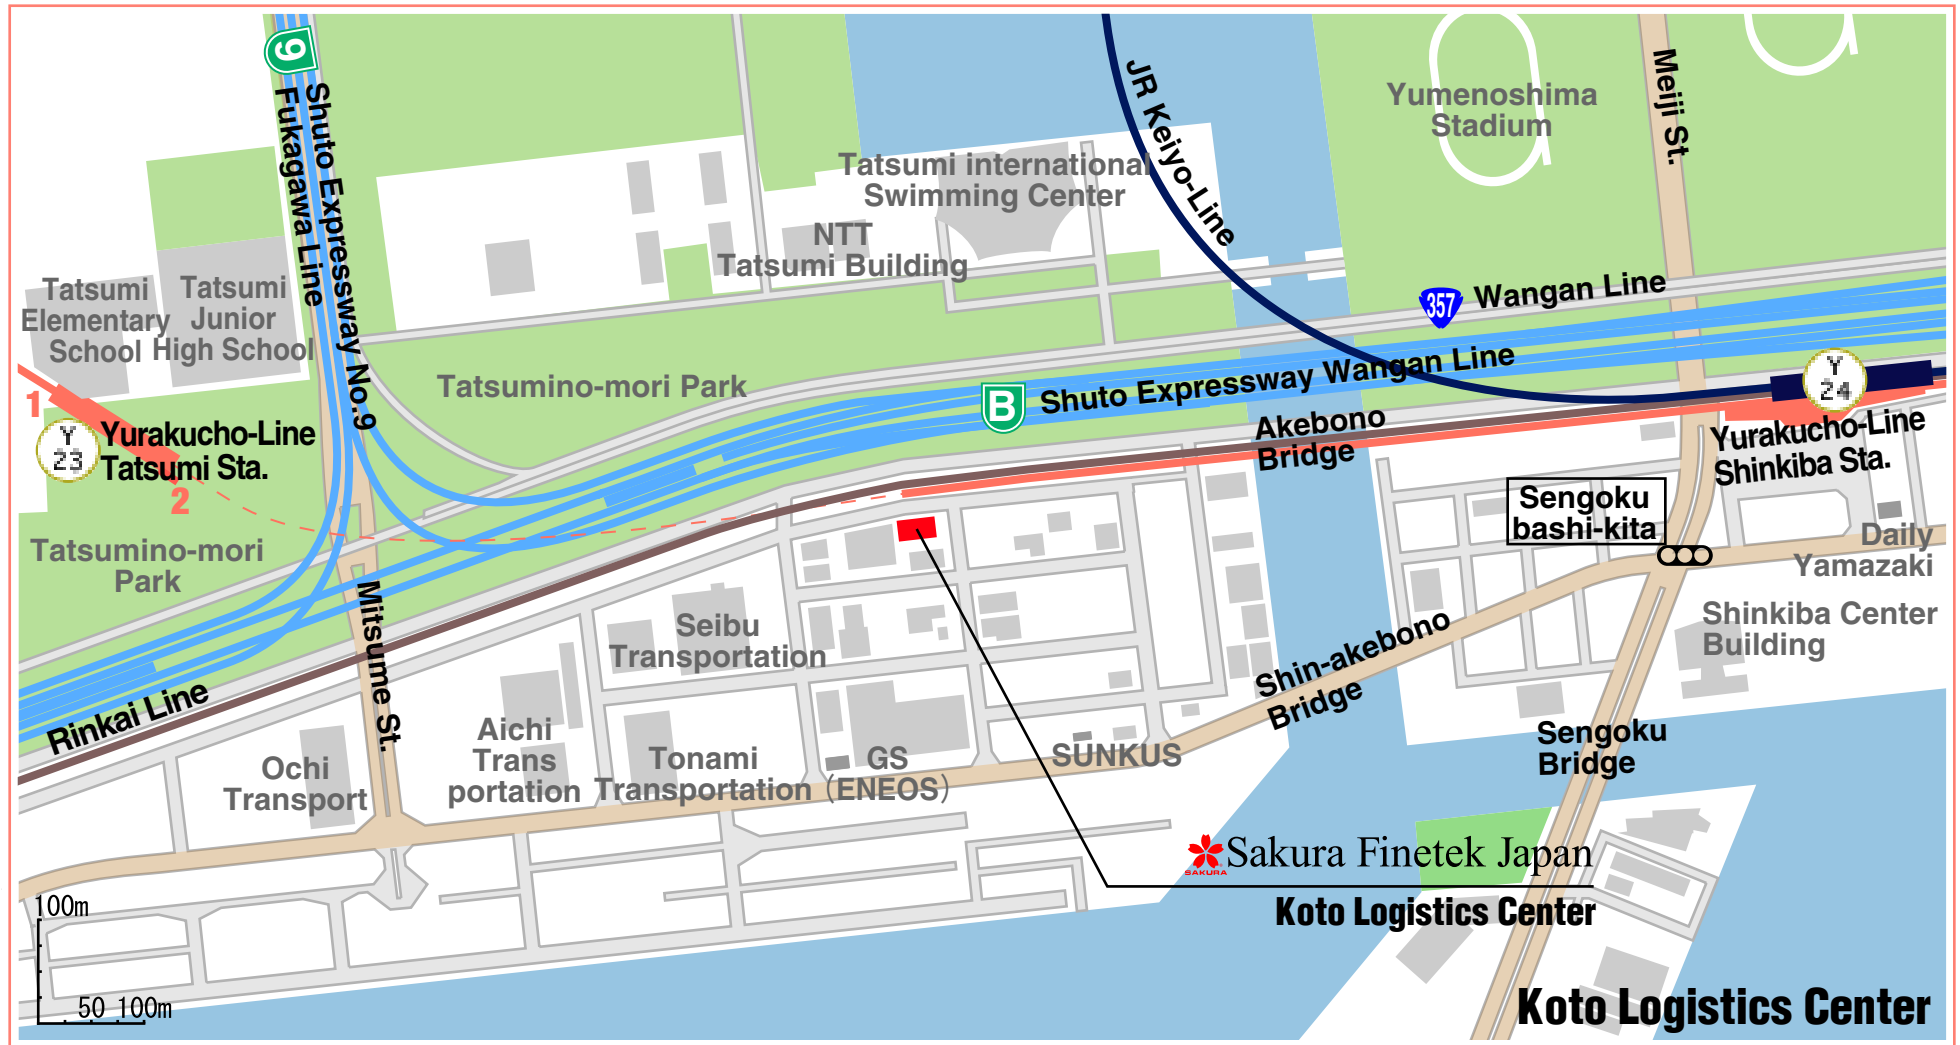 9
Shuto Expressway No.9
Fukagawa Line
JR Keiyo-Line
Yumenoshima
Stadium
Meiji St.
Tatsumi international
Swimming Center
NTT
Tatsumi Building
Tatsumi
Elementary
School
Tatsumi
Junior
High School
357
Wangan Line
Tatsumino-mori Park
B
Shuto Expressway Wangan Line
Y
24
1
Y
23
Yurakucho-Line
Tatsumi Sta.
2
Akebono
Bridge
Yurakucho-Line
Shinkiba Sta.
Sengoku
bashi-kita
Tatsumino-mori
Park
Daily
Yamazaki
Mitsume St.
Seibu
Transportation
Shinkiba Center
Building
Shin-akebono
Bridge
Rinkai Line
Aichi
Trans
portation
Ochi
Transport
Tonami
Transportation
GS
(ENEOS)
SUNKUS
Sengoku
Bridge
SAKURA
Sakura Finetek Japan
Koto Logistics Center
100m
50 100m
Koto Logistics Center